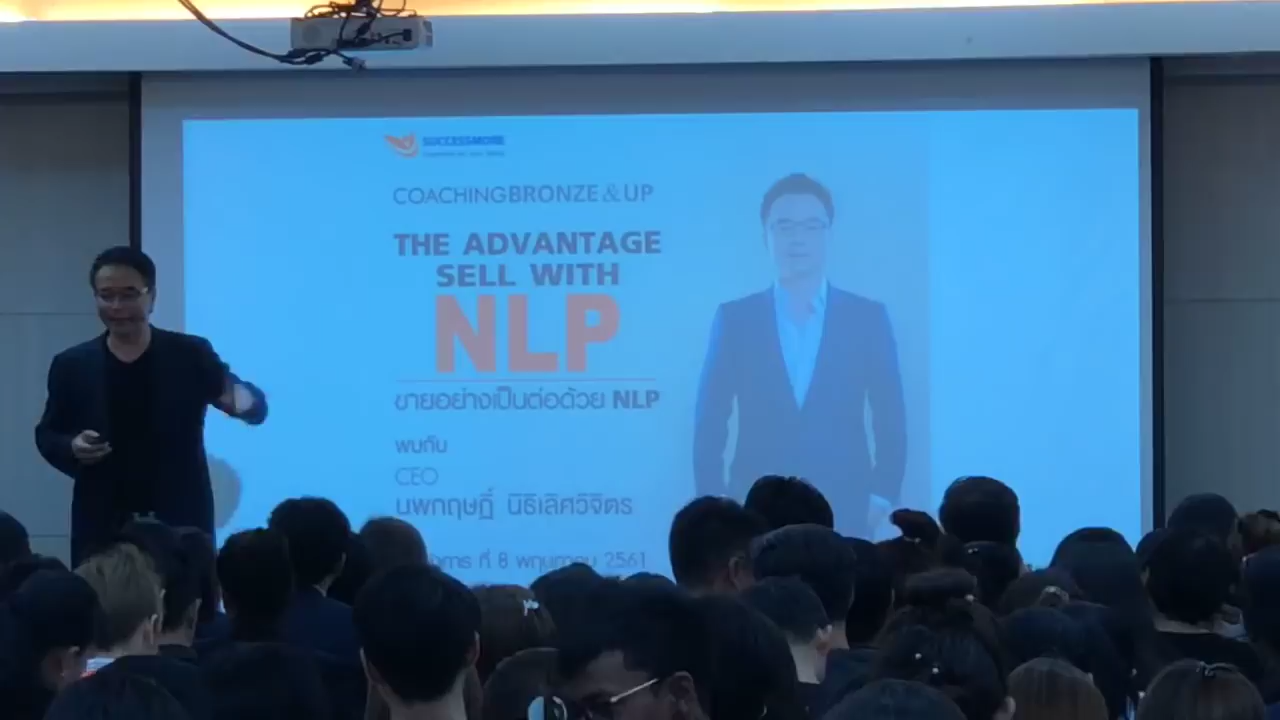 SUCCESSMORE
COACHINGBRONZE & UP
THE ADVANTAGE
SELL WITH
NLP
ขายอย่างเป็นต่อด้วย NLP
พบกับ
CEO
นพกฤษฏิ์ นิธิเลิศวิจิตร
ที่ 8 พฤษภาคม 2561